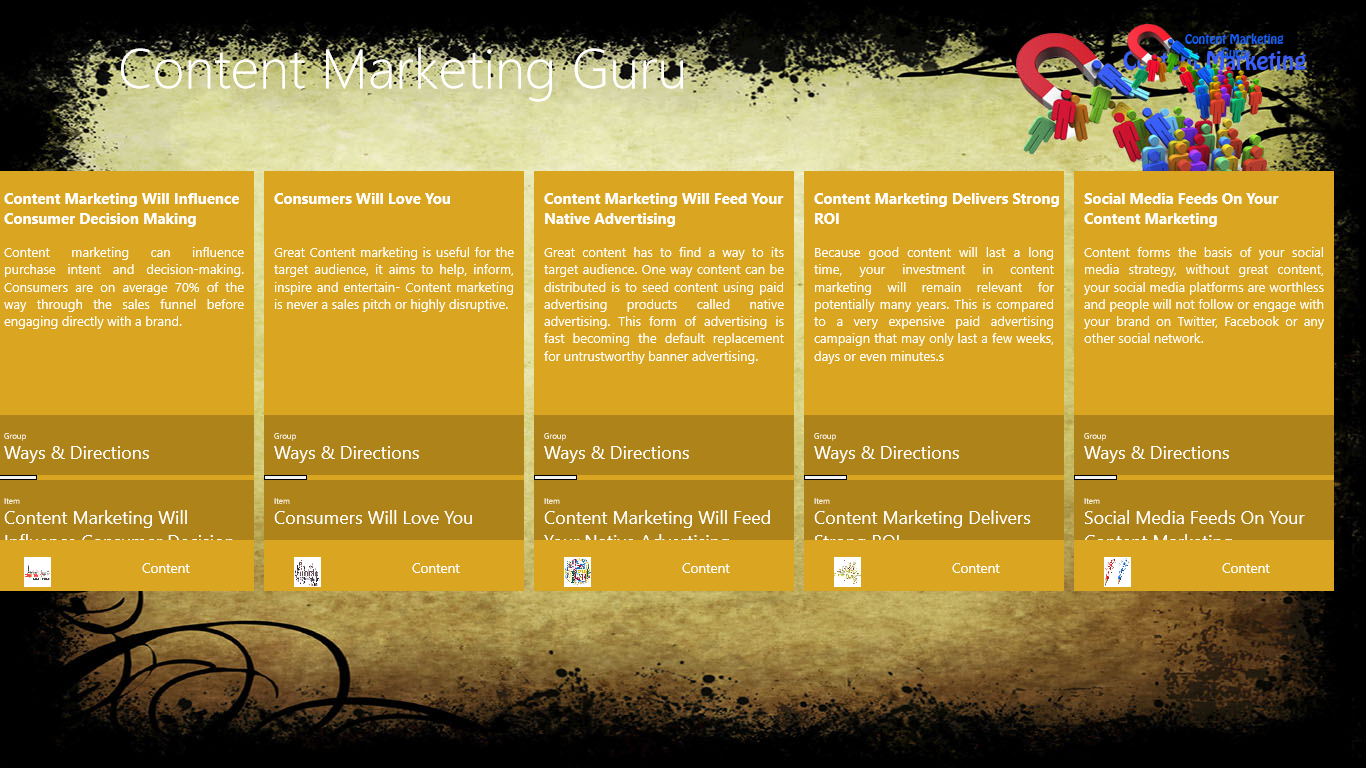 Content Marketing Guru
Content Marketing
Guru
Content Marketing
Content Marketing Will Influence
Consumer Decision Making
Content marketing can influence
purchase intent and decision-making.
Consumers are on average 70% of the
way through the sales funnel before
engaging directly with a brand.
Group
Ways & Directions
Item
Content Marketing Will
Influence Consumer Decision
Content
Consumers Will Love You
Great Content marketing is useful for the
target audience, it aims to help, inform,
inspire and entertain- Content marketing
is never a sales pitch or highly disruptive.
Group
Ways & Directions
Item
Consumers Will Love You
Content
Content Marketing Will Feed Your
Native Advertising
Great content has to find a way to its
target audience. One way content can be
distributed is to seed content using paid
advertising products called native
advertising. This form of advertising is
fast becoming the default replacement
for untrustworthy banner advertising.
Group
Ways & Directions
Item
Content Marketing Will Feed
Your Native Advertising
Content
Content Marketing Delivers Strong
ROI
Because good content will last a long
time, your investment in content
marketing will remain relevant for
potentially many years. This is compared
to a very expensive paid advertising
campaign that may only last a few weeks,
days or even minutes.s
Group
Ways & Directions
Item
Content Marketing Delivers
Strong ROI
Content
Social Media Feeds On Your
Content Marketing
Content forms the basis of your social
media strategy, without great content,
your social media platforms are worthless
and people will not follow or engage with
your brand on Twitter, Facebook or any
other social network.
Group
Ways & Directions
Item
Social Media Feeds On Your
Content Marketing
Content